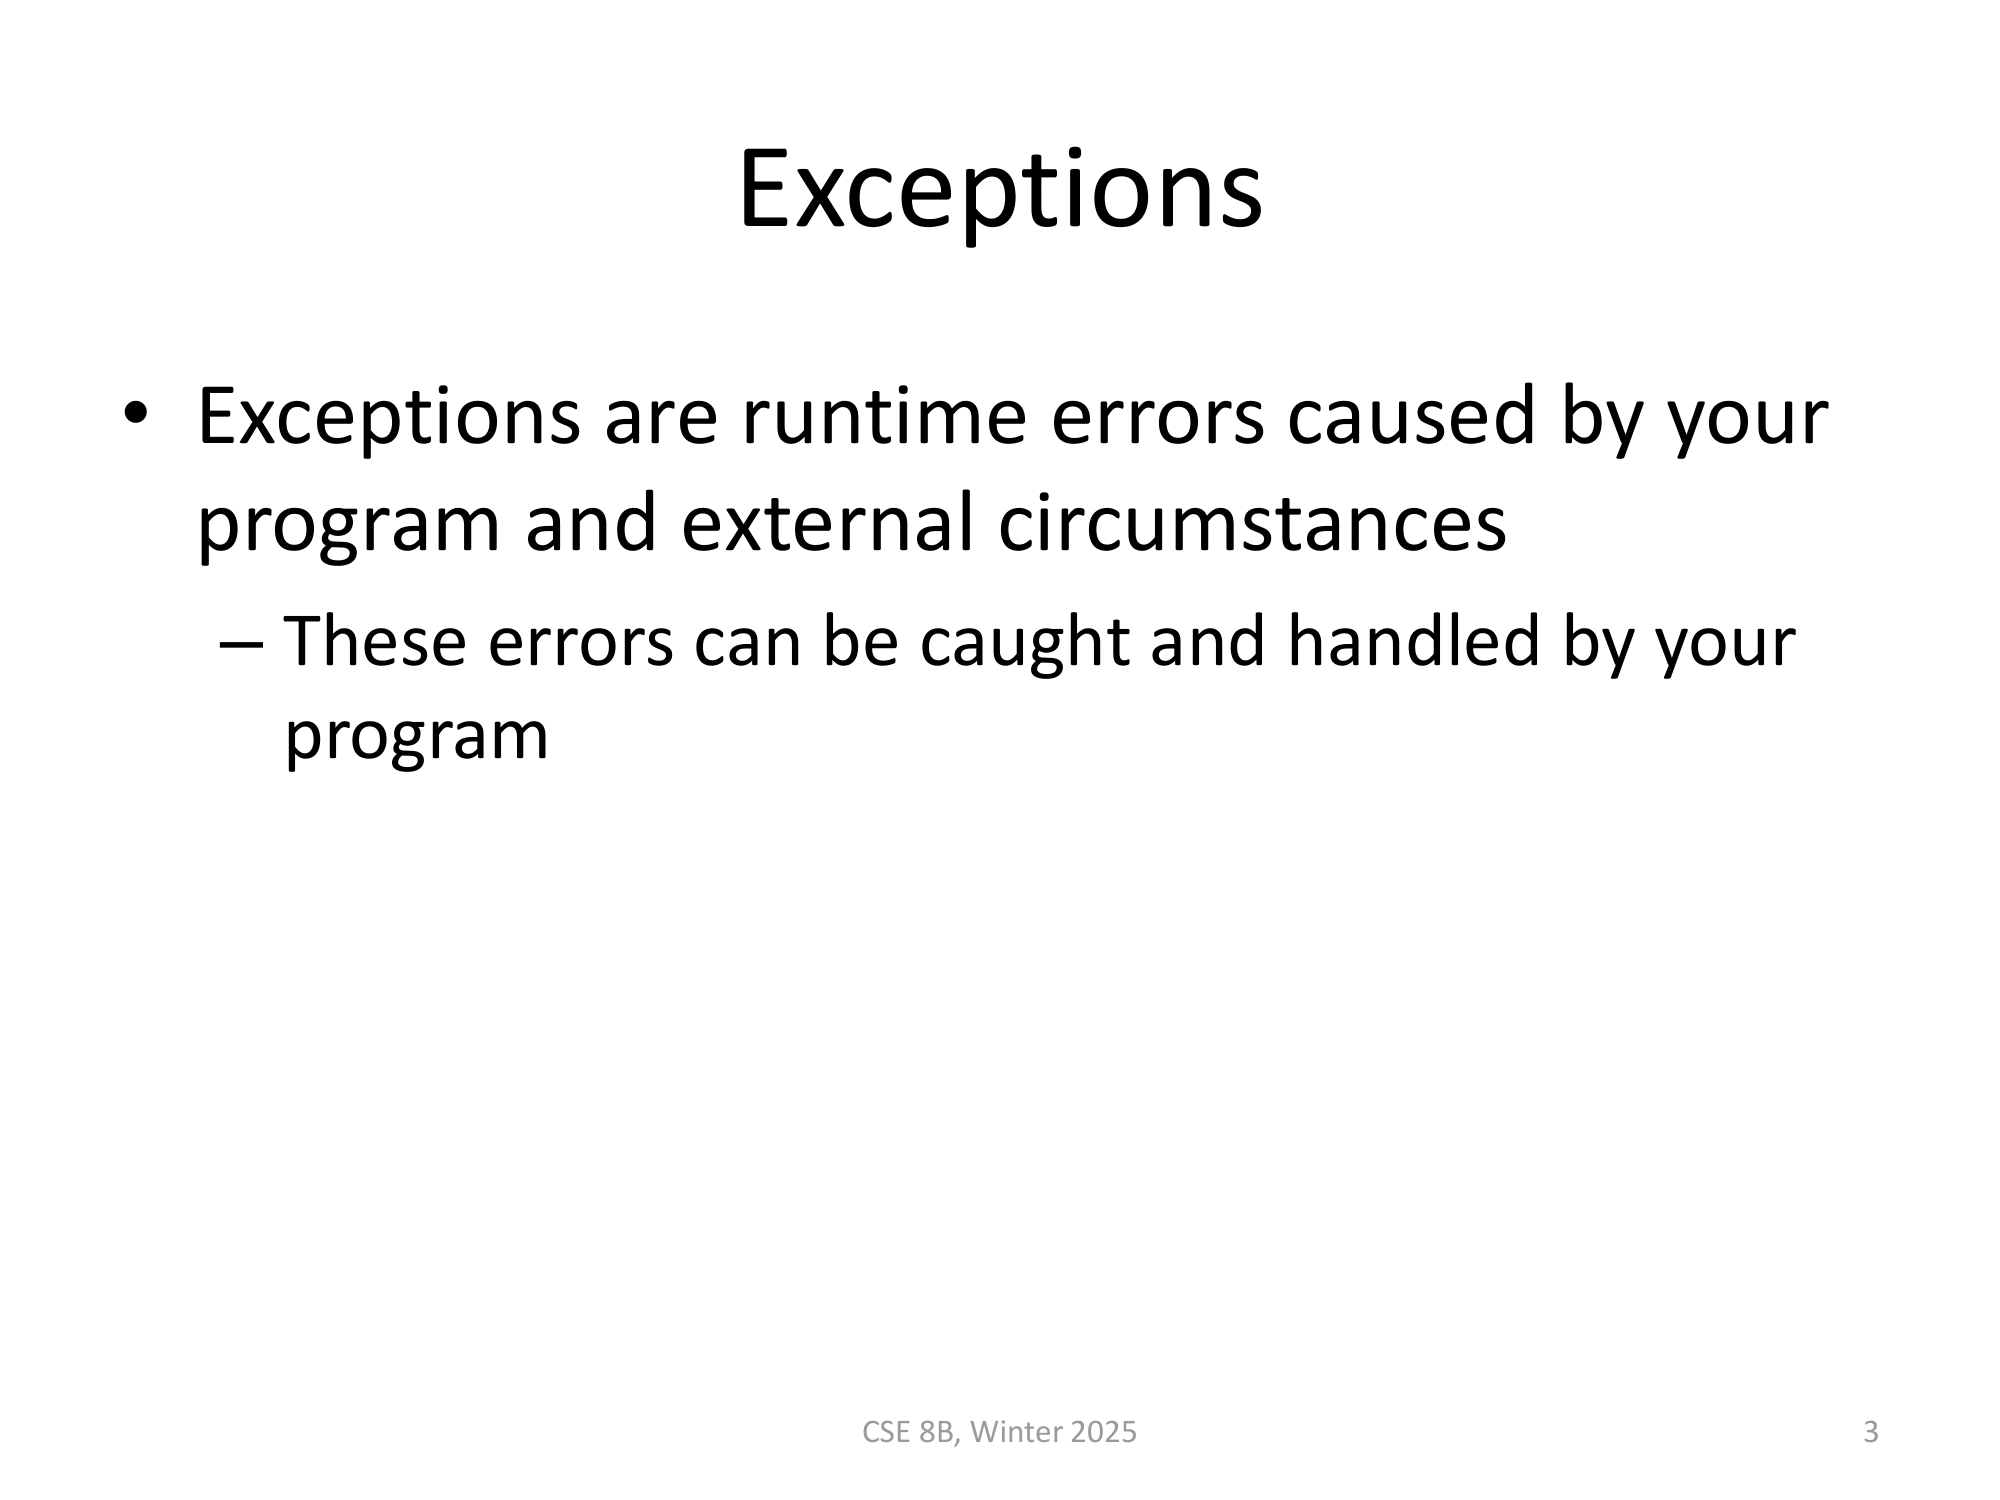 Exceptions
• Exceptions are runtime errors caused by your
program and external circumstances
– These errors can be caught and handled by your
program
CSE 8B, Winter 2025
3